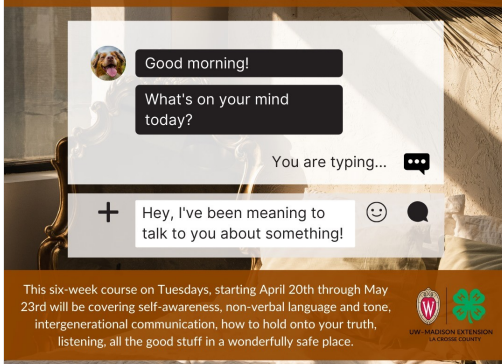 Good morning!
What's on your mind
today?
You are typing...
Hey, I've been meaning to
talk to you about something!
This six-week course on Tuesdays, starting April 20th through May
23rd will be covering self-awareness, non-verbal language and tone,
intergenerational communication, how to hold onto your truth,
listening, all the good stuff in a wonderfully safe place.
W
H H H H
UW–MADISON EXTENSION
LA CROSSE COUNTY